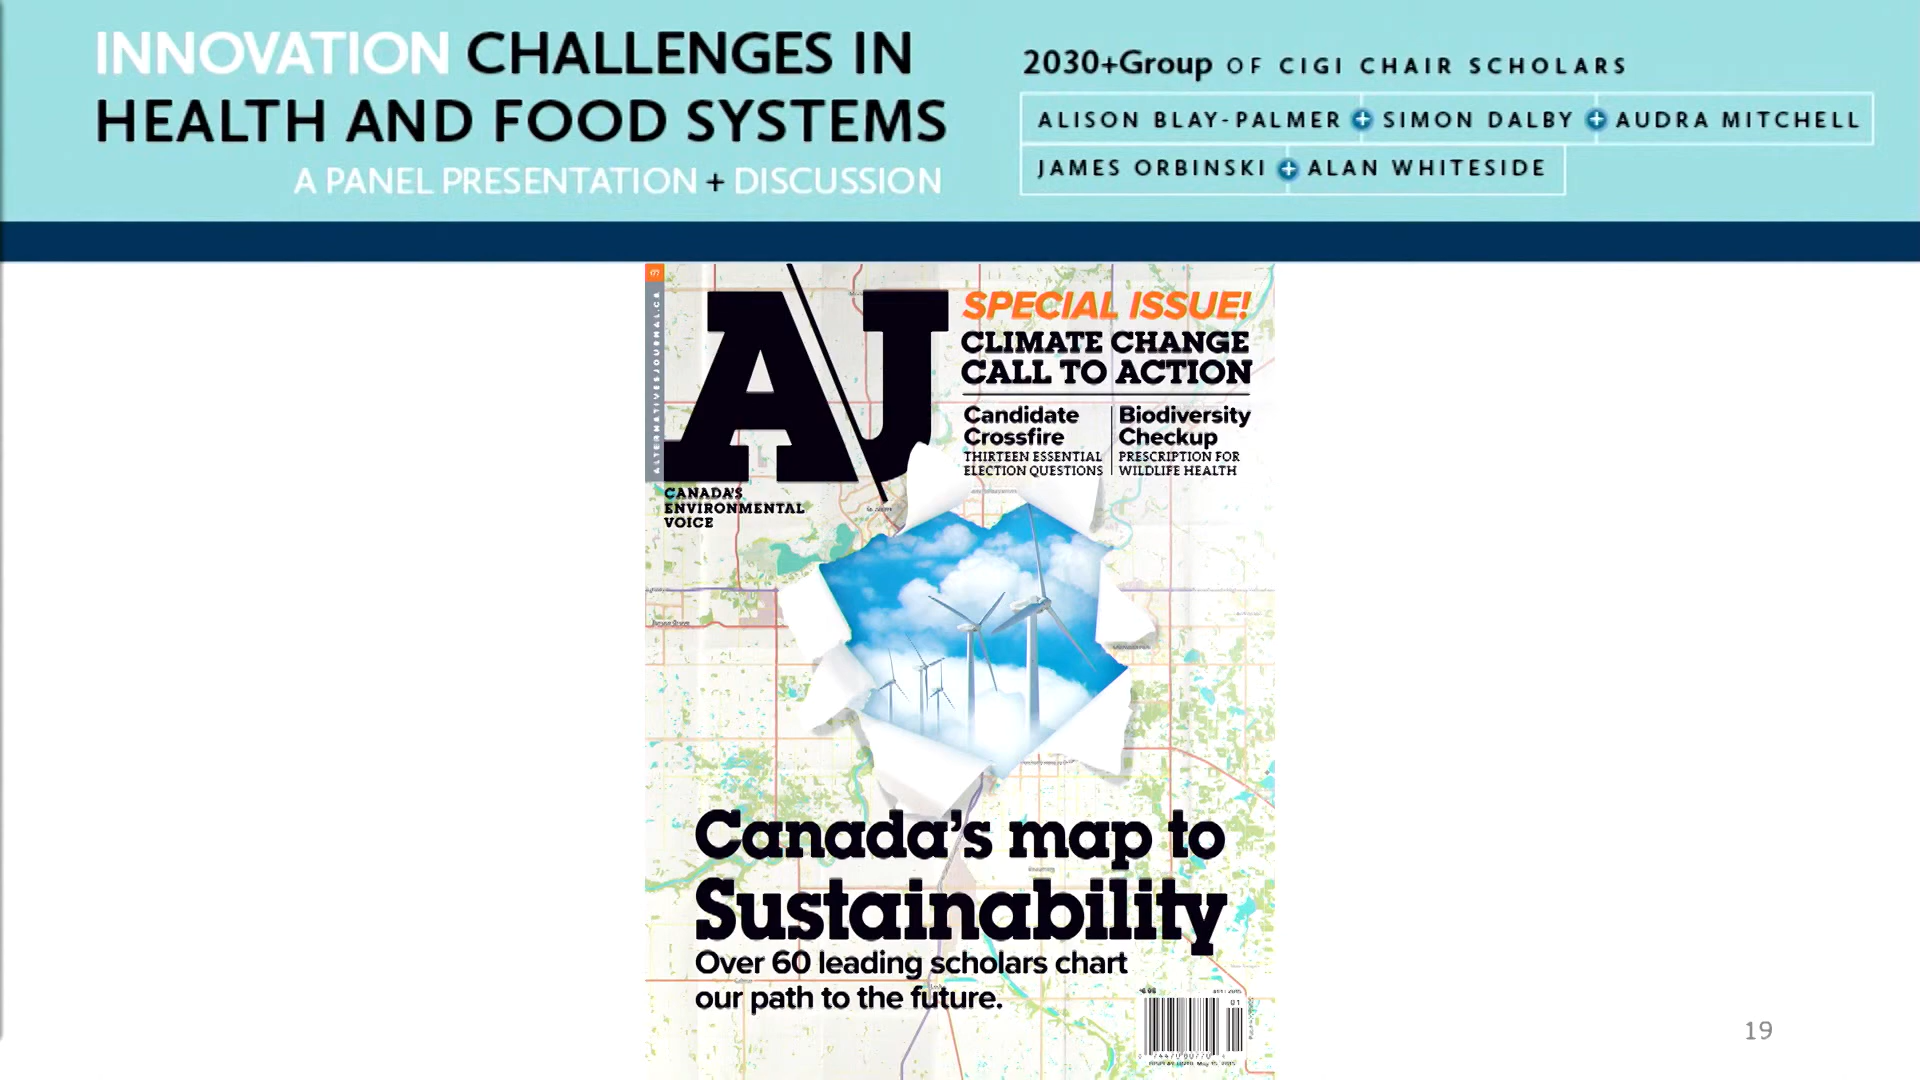 INNOVATION CHALLENGES IN
HEALTH AND FOOD SYSTEMS
A PANEL PRESENTATION + DISCUSSION
2030+Group OF CIGI CHAIR SCHOLARS
ALISON BLAY-PALMER + SIMON DALBY + AUDRA MITCHELL
JAMES ORBINSKI + ALAN WHITESIDE
ALTERNATIVESJOURNAL.CA
A\J
CANADA'S
ENVIRONMENTAL
VOICE
SPECIAL ISSUE!
CLIMATE CHANGE
CALL TO ACTION
Candidate
Crossfire
THIRTEEN ESSENTIAL
ELECTION QUESTIONS
Biodiversity
Checkup
PRESCRIPTION FOR
WILDLIFE HEALTH
Canada's map to
Sustainability
Over 60 leading scholars chart
our path to the future.
01
19